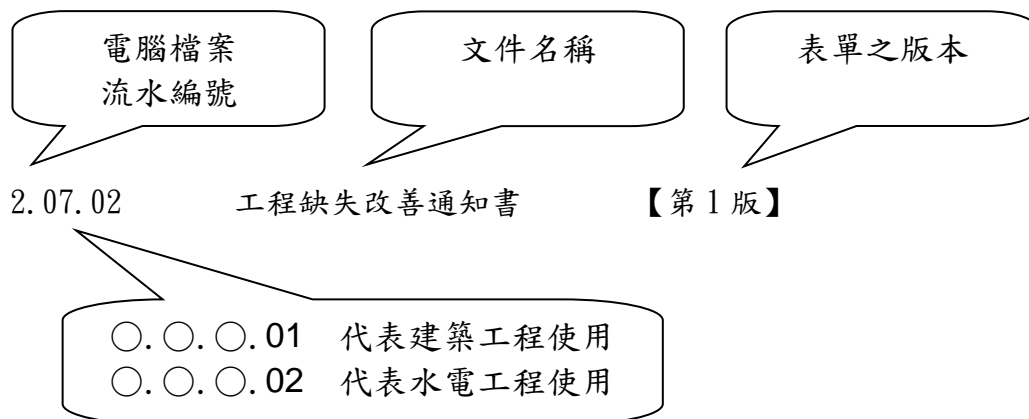 電腦檔案
流水編號
文件名稱
表單之版本
2.07.02 工程缺失改善通知書 【第1版】
○.○.○.01 代表建築工程使用
○.○.○.02 代表水電工程使用